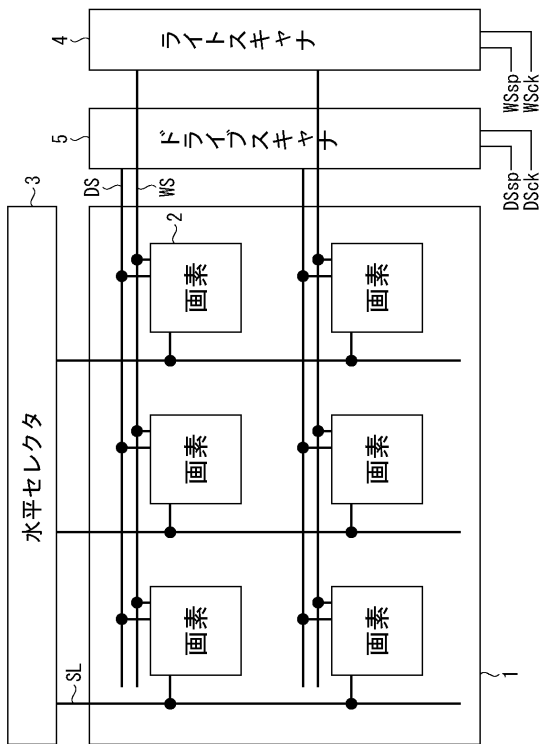 4
ライトスキャナ
WSsp
WSck
5
ドライブスキャナ
DSsp
DSck
3
水平セレクタ
DS
WS
2
画素
画素
画素
画素
画素
画素
SL
1